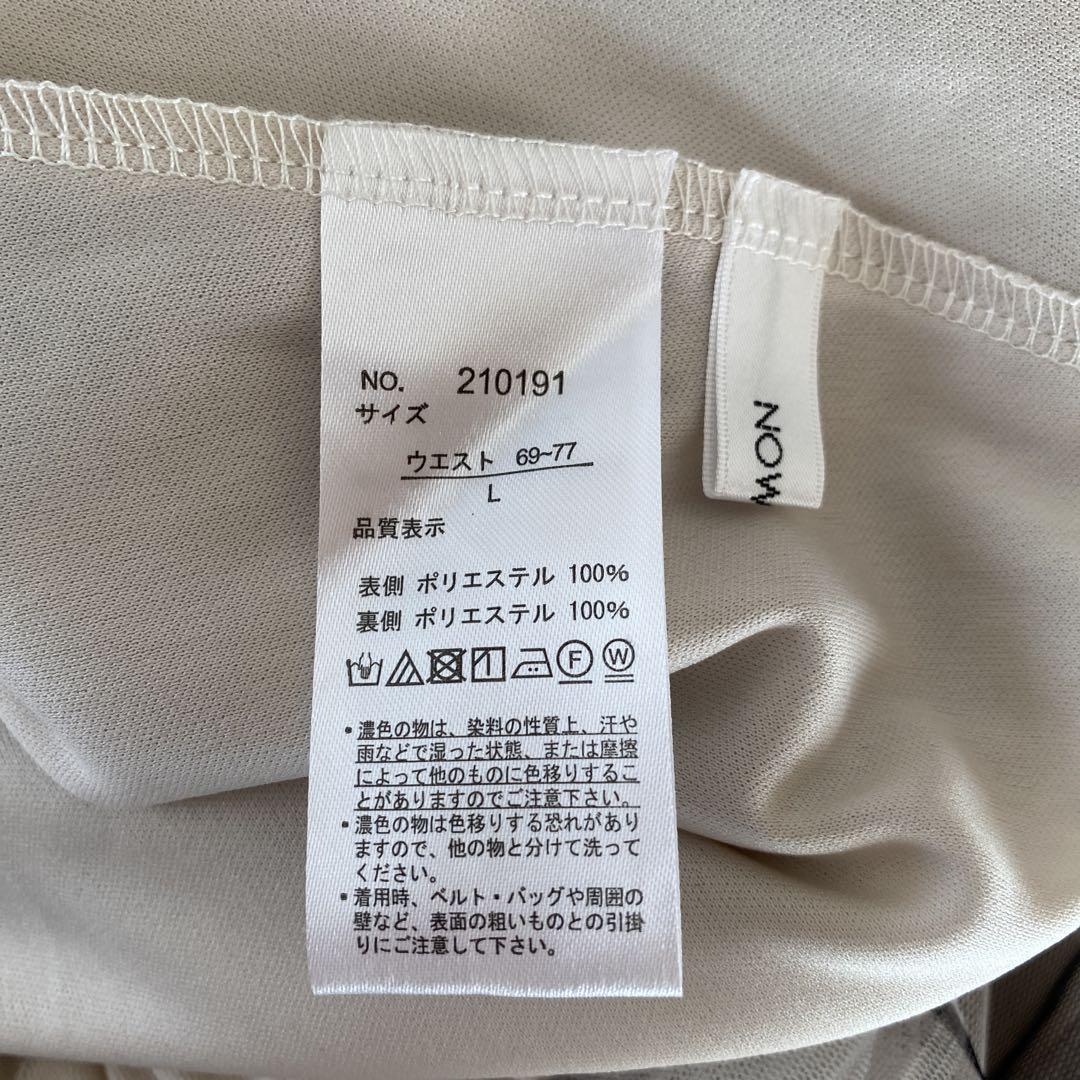 NO. 210191
サイズ
ウエスト 69~77
L
品質表示
表側 ポリエステル 100%
裏側 ポリエステル 100%
F W
・濃色の物は、染料の性質上、汗や
雨などで湿った状態、または摩擦
によって他のものに色移りするこ
とがありますのでご注意下さい。
・濃色の物は色移りする恐れがあり
ますので、他の物と分けて洗って
ください。
・着用時、ベルト・バッグや周囲の
壁など、表面の粗いものとの引掛
りにご注意して下さい。
NOW